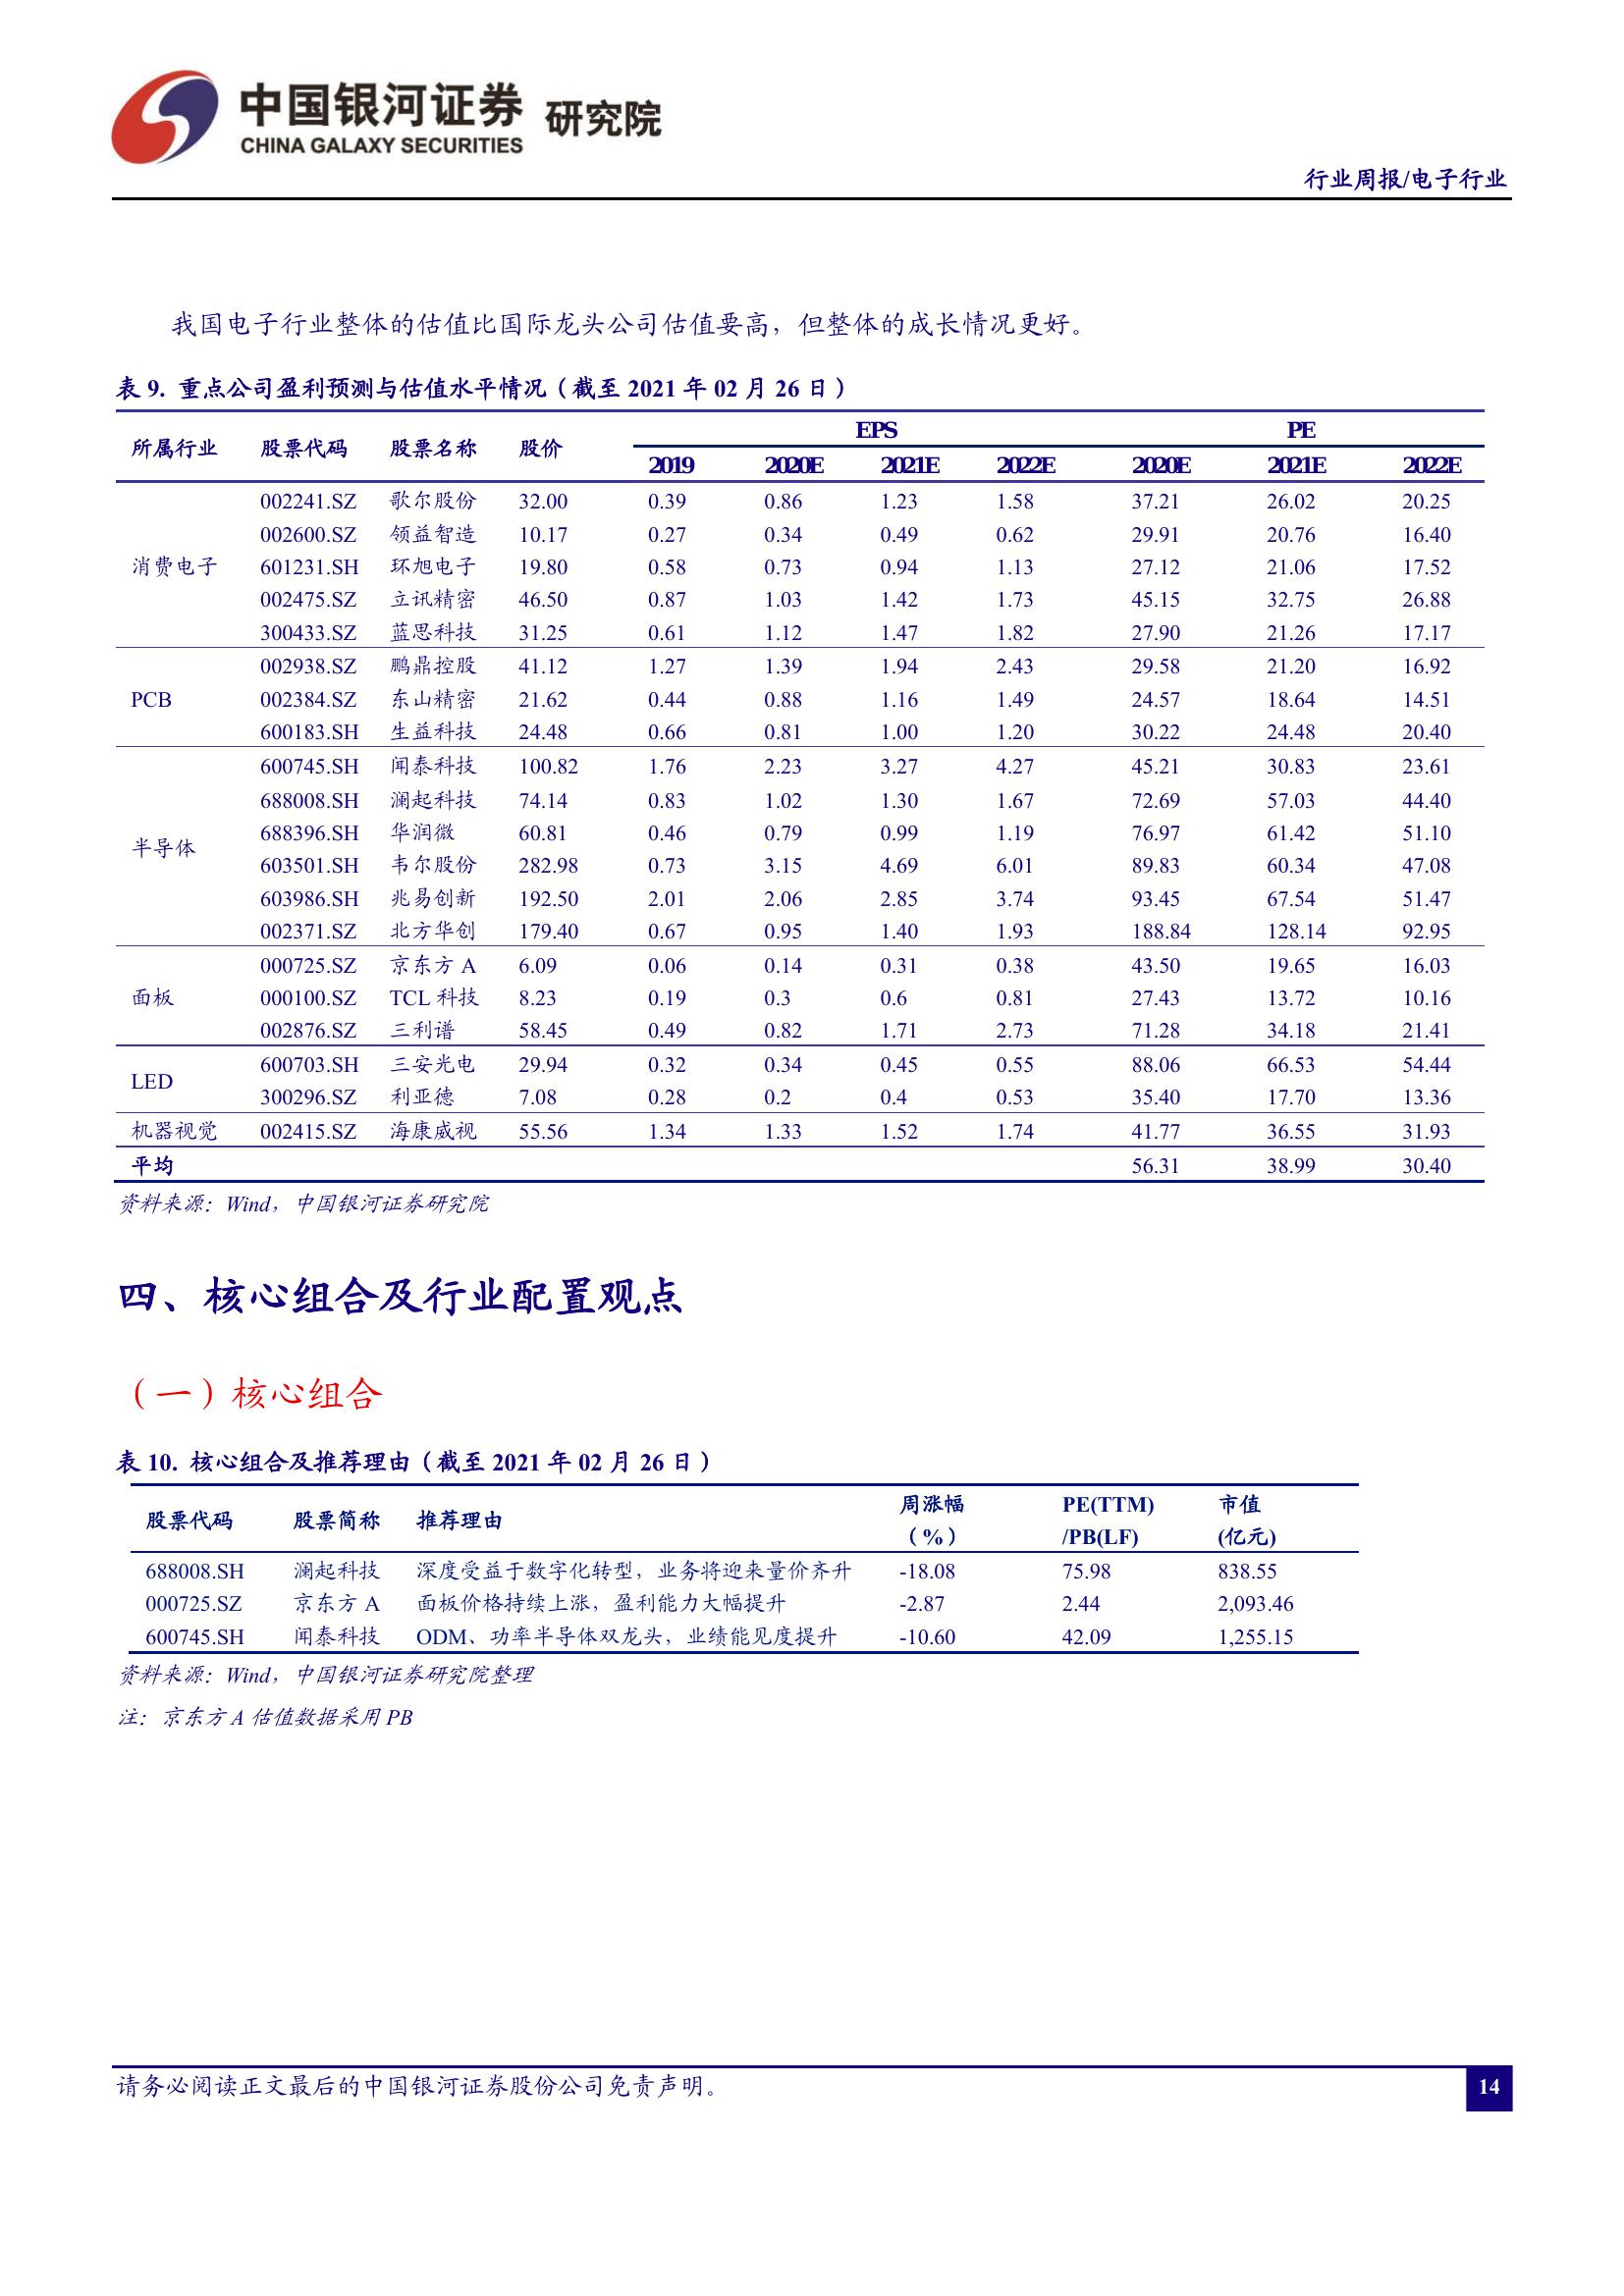 中国银河证券 研究院
CHINA GALAXY SECURITIES
行业周报/电子行业
我国电子行业整体的估值比国际龙头公司估值要高，但整体的成长情况更好。
表 9. 重点公司盈利预测与估值水平情况（截至 2021 年 02 月 26 日）
所属行业 股票代码 股票名称 股价 EPS PE
2019 2020E 2021E 2022E 2020E 2021E 2022E
消费电子 002241.SZ 歌尔股份 32.00 0.39 0.86 1.23 1.58 37.21 26.02 20.25
002600.SZ 领益智造 10.17 0.27 0.34 0.49 0.62 29.91 20.76 16.40
601231.SH 环旭电子 19.80 0.58 0.73 0.94 1.13 27.12 21.06 17.52
002475.SZ 立讯精密 46.50 0.87 1.03 1.42 1.73 45.15 32.75 26.88
300433.SZ 蓝思科技 31.25 0.61 1.12 1.47 1.82 27.90 21.26 17.17
PCB 002938.SZ 鹏鼎控股 41.12 1.27 1.39 1.94 2.43 29.58 21.20 16.92
002384.SZ 东山精密 21.62 0.44 0.88 1.16 1.49 24.57 18.64 14.51
600183.SH 生益科技 24.48 0.66 0.81 1.00 1.20 30.22 24.48 20.40
半导体 600745.SH 闻泰科技 100.82 1.76 2.23 3.27 4.27 45.21 30.83 23.61
688008.SH 澜起科技 74.14 0.83 1.02 1.30 1.67 72.69 57.03 44.40
688396.SH 华润微 60.81 0.46 0.79 0.99 1.19 76.97 61.42 51.10
603501.SH 韦尔股份 282.98 0.73 3.15 4.69 6.01 89.83 60.34 47.08
603986.SH 兆易创新 192.50 2.01 2.06 2.85 3.74 93.45 67.54 51.47
002371.SZ 北方华创 179.40 0.67 0.95 1.40 1.93 188.84 128.14 92.95
面板 000725.SZ 京东方 A 6.09 0.06 0.14 0.31 0.38 43.50 19.65 16.03
000100.SZ TCL 科技 8.23 0.19 0.3 0.6 0.81 27.43 13.72 10.16
002876.SZ 三利谱 58.45 0.49 0.82 1.71 2.73 71.28 34.18 21.41
LED 600703.SH 三安光电 29.94 0.32 0.34 0.45 0.55 88.06 66.53 54.44
300296.SZ 利亚德 7.08 0.28 0.2 0.4 0.53 35.40 17.70 13.36
机器视觉 002415.SZ 海康威视 55.56 1.34 1.33 1.52 1.74 41.77 36.55 31.93
平均 56.31 38.99 30.40
资料来源：Wind，中国银河证券研究院
四、核心组合及行业配置观点
（一）核心组合
表 10. 核心组合及推荐理由（截至 2021 年 02 月 26 日）
股票代码 股票简称 推荐理由 周涨幅 PE(TTM) 市值
（%） /PB(LF) (亿元)
688008.SH 澜起科技 深度受益于数字化转型，业务将迎来量价齐升 -18.08 75.98 838.55
000725.SZ 京东方 A 面板价格持续上涨，盈利能力大幅提升 -2.87 2.44 2,093.46
600745.SH 闻泰科技 ODM、功率半导体双龙头，业绩能见度提升 -10.60 42.09 1,255.15
资料来源：Wind，中国银河证券研究院整理
注：京东方 A 估值数据采用 PB
请务必阅读正文最后的中国银河证券股份公司免责声明。
14